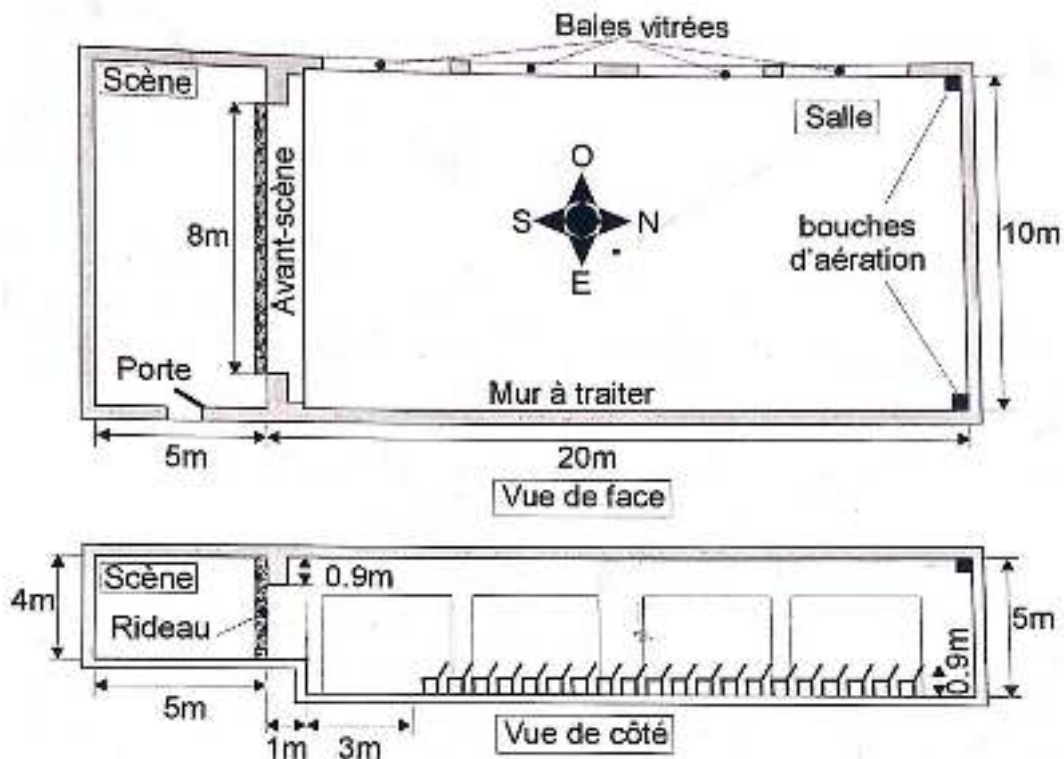 Baies vitrées
Scène
Salle
Avant-scène
8m
O
S
N
E
bouches
d'aération
10m
Porte
Mur à traiter
5m
20m
Vue de face
Scène
0.9m
4m
Rideau
5m
0.9m
5m
1m
3m
Vue de côté